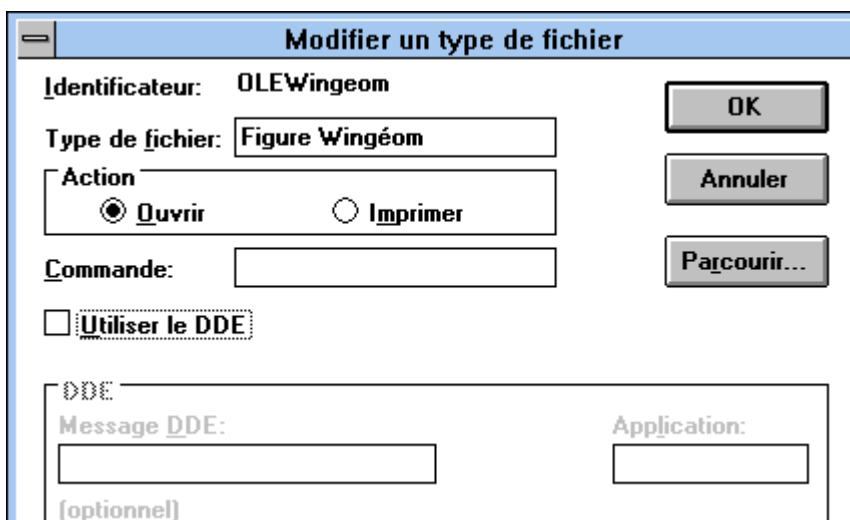 Modifier un type de fichier
Identificateur: OLEWingeom
OK
Type de fichier: Figure Wingéom
Action
Annuler
Ouvrir Imprimer
Commande:
Parcourir...
Utiliser le DDE
DDE
Message DDE: Application:
(optionnel)